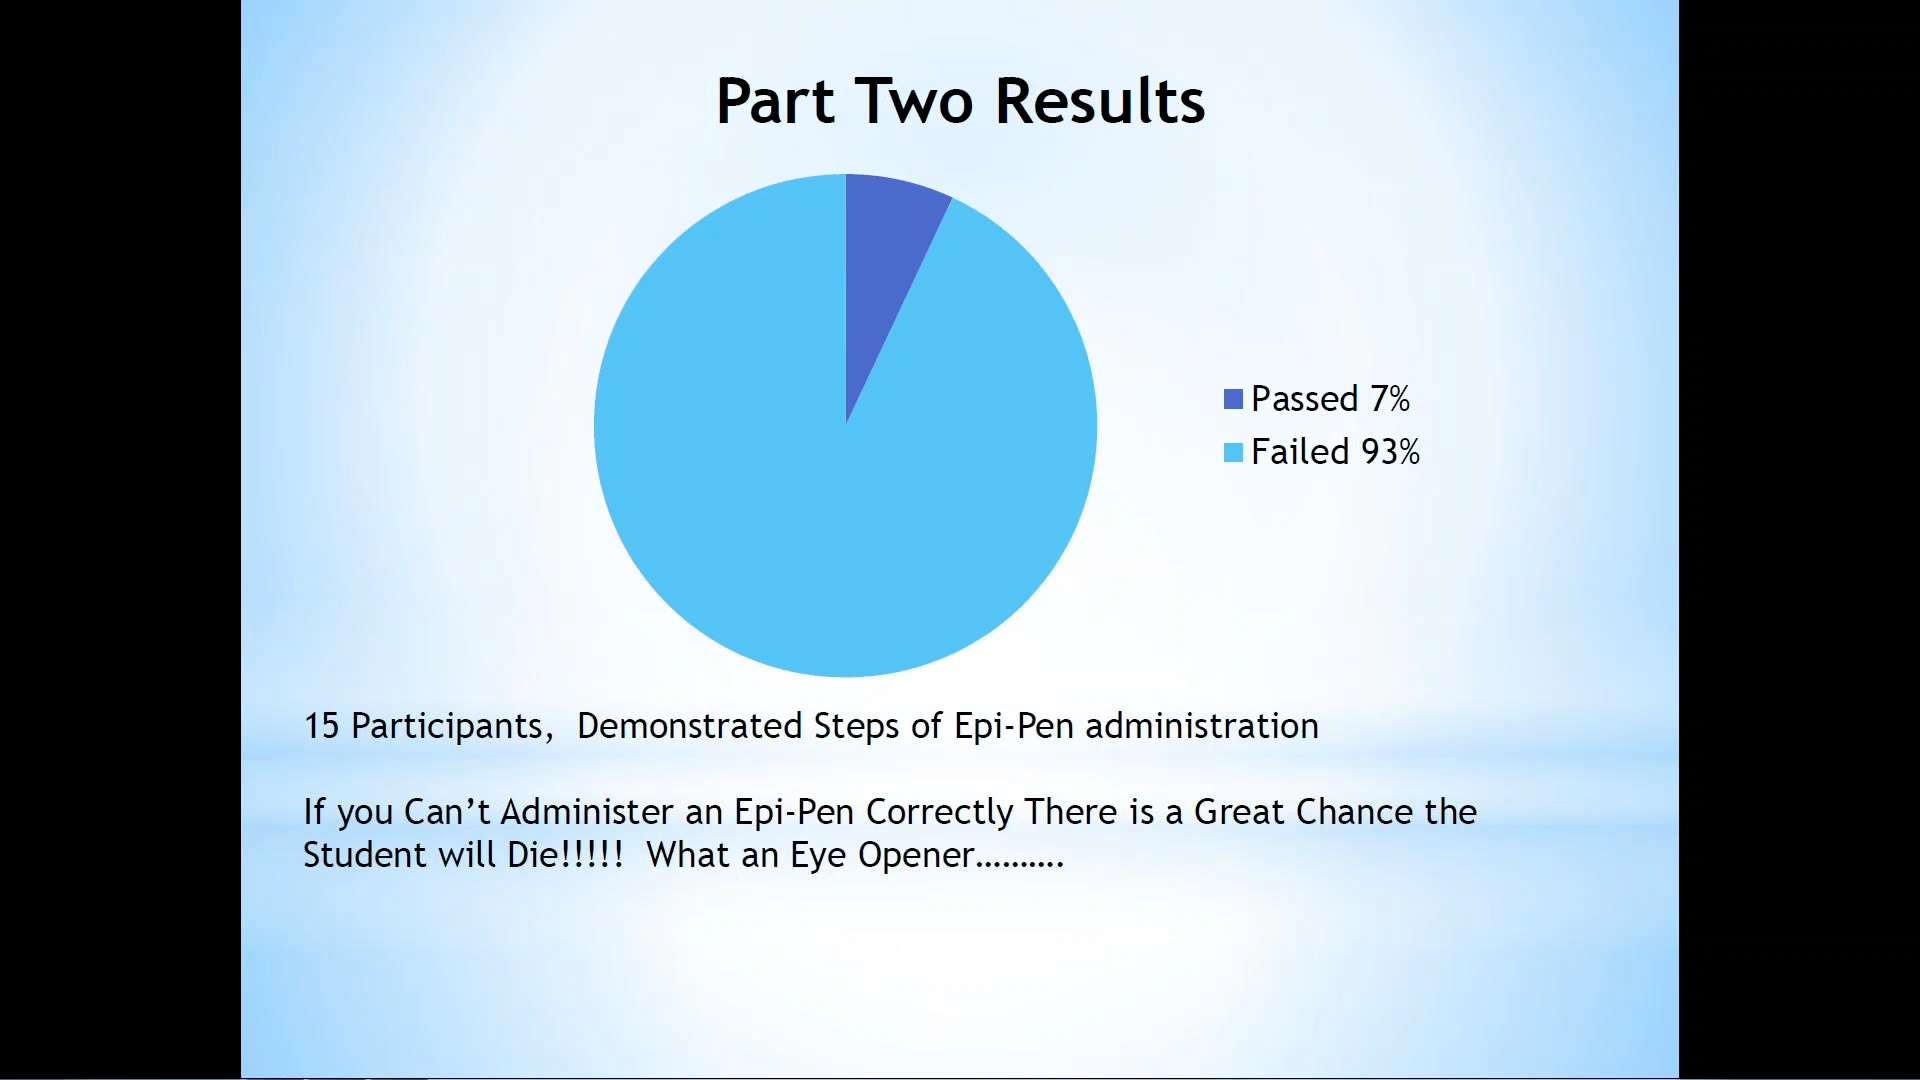 Part Two Results
Passed 7%
Failed 93%
15 Participants,  Demonstrated Steps of Epi-Pen administration
If you Can’t Administer an Epi-Pen Correctly There is a Great Chance the
Student will Die!!!!!  What an Eye Opener……….